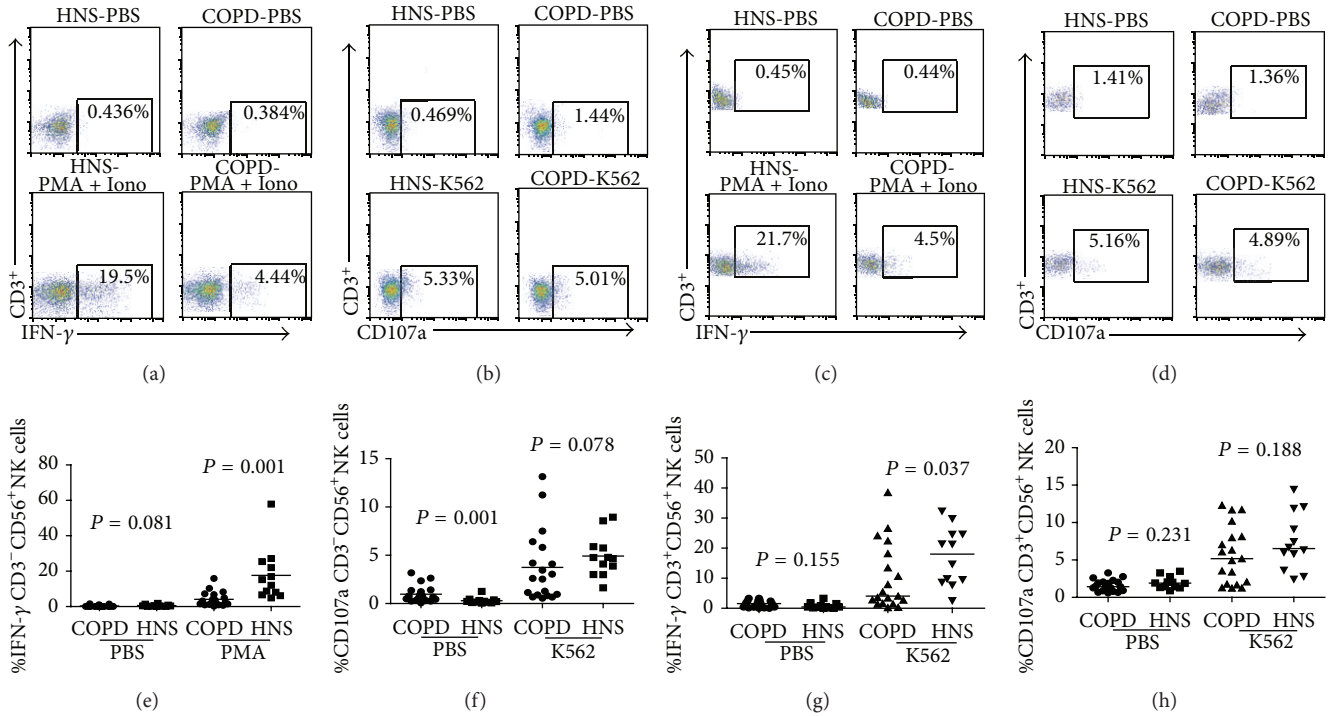 HNS-PBS
COPD-PBS
0.436%
0.384%
HNS-
PMA + Iono
COPD-
PMA + Iono
19.5%
4.44%
CD3⁺
IFN-γ
(a)
HNS-PBS
COPD-PBS
0.469%
1.44%
HNS-K562
COPD-K562
5.33%
5.01%
CD3⁺
CD107a
(b)
HNS-PBS
COPD-PBS
0.45%
0.44%
HNS-
PMA + Iono
COPD-PMA + Iono
21.7%
4.5%
CD3⁺
IFN-γ
(c)
HNS-PBS
COPD-PBS
1.41%
1.36%
HNS-K562
COPD-K562
5.16%
4.89%
CD3⁺
CD107a
(d)
%IFN-γ CD3⁻ CD56⁺ NK cells
80
60
40
20
0
P = 0.081
P = 0.001
COPD HNS COPD HNS
PBS PMA
(e)
%CD107a CD3⁻ CD56⁺ NK cells
15
10
5
0
P = 0.001
P = 0.078
COPD HNS COPD HNS
PBS K562
(f)
%IFN-γ CD3⁺CD56⁺ NK cells
50
40
30
20
10
0
P = 0.155
P = 0.037
COPD HNS COPD HNS
PBS K562
(g)
%CD107a CD3⁺CD56⁺ NK cells
20
15
10
5
0
P = 0.231
P = 0.188
COPD HNS COPD HNS
PBS K562
(h)